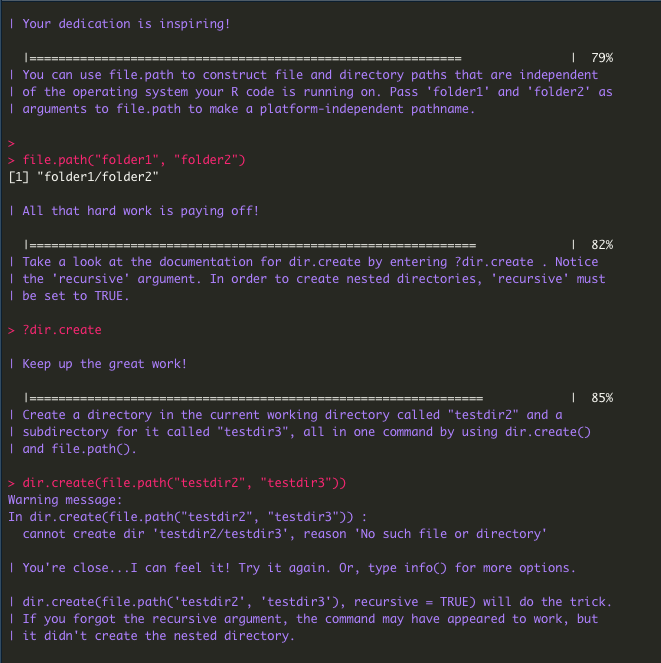 | Your dedication is inspiring!
|=========================================================== | 79%
| You can use file.path to construct file and directory paths that are independent
| of the operating system your R code is running on. Pass 'folder1' and 'folder2' as
| arguments to file.path to make a platform-independent pathname.
>
> file.path("folder1", "folder2")
[1] "folder1/folder2"
| All that hard work is paying off!
|============================================================= | 82%
| Take a look at the documentation for dir.create by entering ?dir.create . Notice
| the 'recursive' argument. In order to create nested directories, 'recursive' must
| be set to TRUE.
> ?dir.create
| Keep up the great work!
|============================================================== | 85%
| Create a directory in the current working directory called "testdir2" and a
| subdirectory for it called "testdir3", all in one command by using dir.create()
| and file.path().
> dir.create(file.path("testdir2", "testdir3"))
Warning message:
In dir.create(file.path("testdir2", "testdir3")) :
cannot create dir 'testdir2/testdir3', reason 'No such file or directory'
| You're close...I can feel it! Try it again. Or, type info() for more options.
| dir.create(file.path('testdir2', 'testdir3'), recursive = TRUE) will do the trick.
| If you forgot the recursive argument, the command may have appeared to work, but
| it didn't create the nested directory.